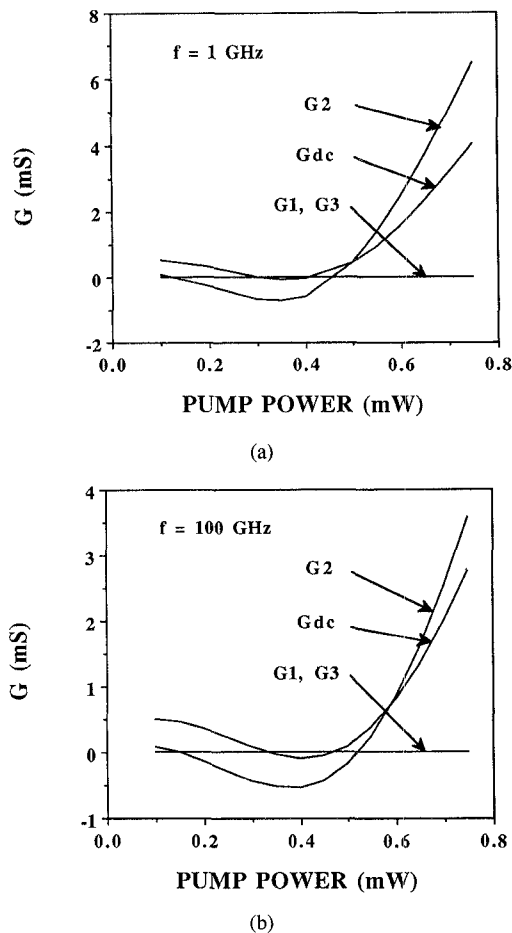 8
f = 1 GHz
6
G2
4
Gdc
G (mS)
2
G1, G3
0
-2
0.0 0.2 0.4 0.6 0.8
PUMP POWER (mW)
(a)
4
f = 100 GHz
3
G2
2
Gdc
G (mS)
1
G1, G3
0
-1
0.0 0.2 0.4 0.6 0.8
PUMP POWER (mW)
(b)